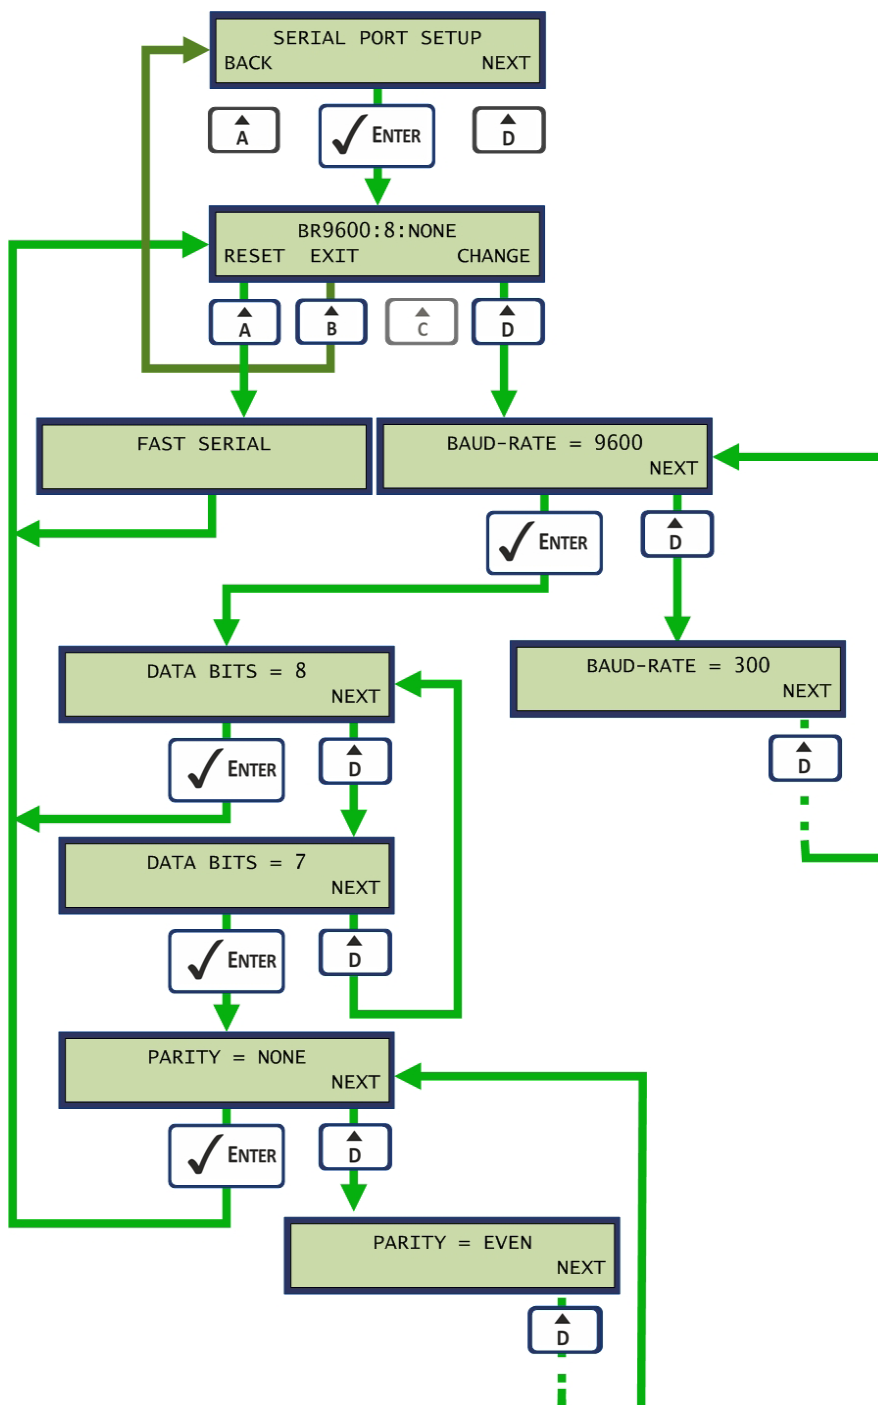 SERIAL PORT SETUP
BACK NEXT
A ENTER D
BR9600:8:NONE
RESET EXIT CHANGE
A B C D
FAST SERIAL
BAUD-RATE = 9600
NEXT
ENTER D
DATA BITS = 8
NEXT
BAUD-RATE = 300
NEXT
ENTER D
D
DATA BITS = 7
NEXT
ENTER D
PARITY = NONE
NEXT
ENTER D
PARITY = EVEN
NEXT
D